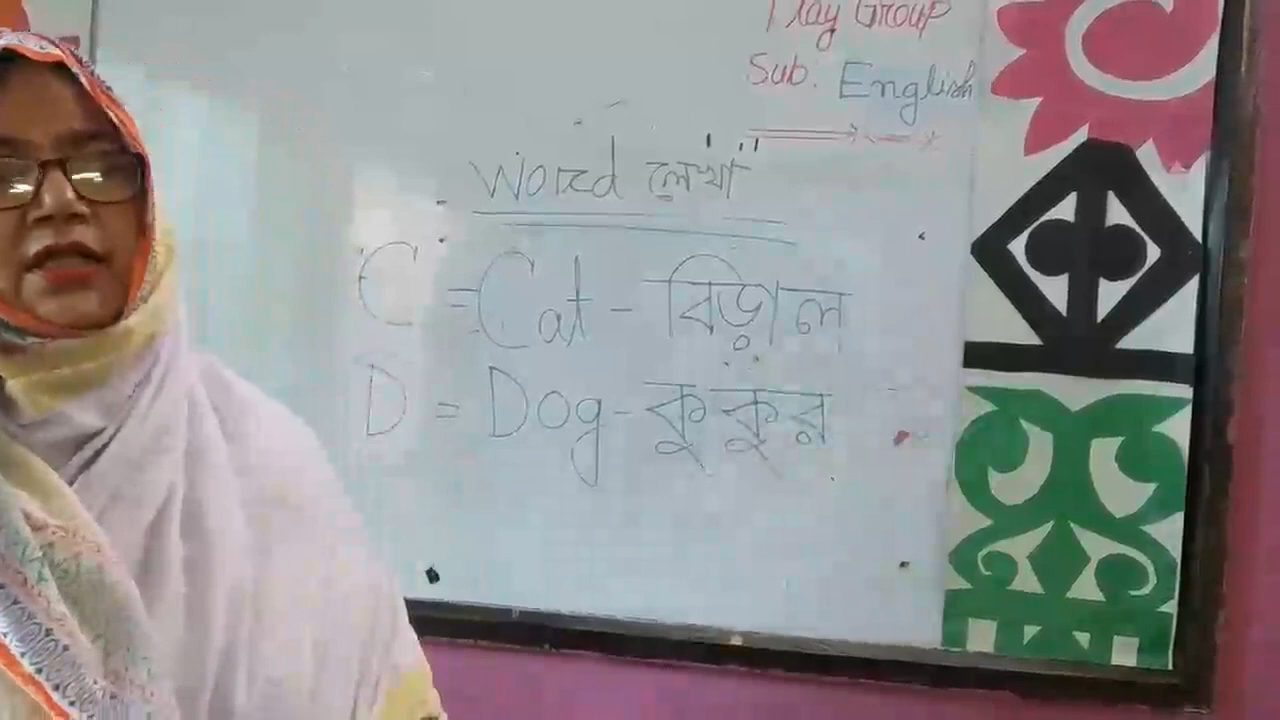 Play Group
Sub: English
Word লেখা
C = Cat - বিড়াল
D = Dog - কুকুর